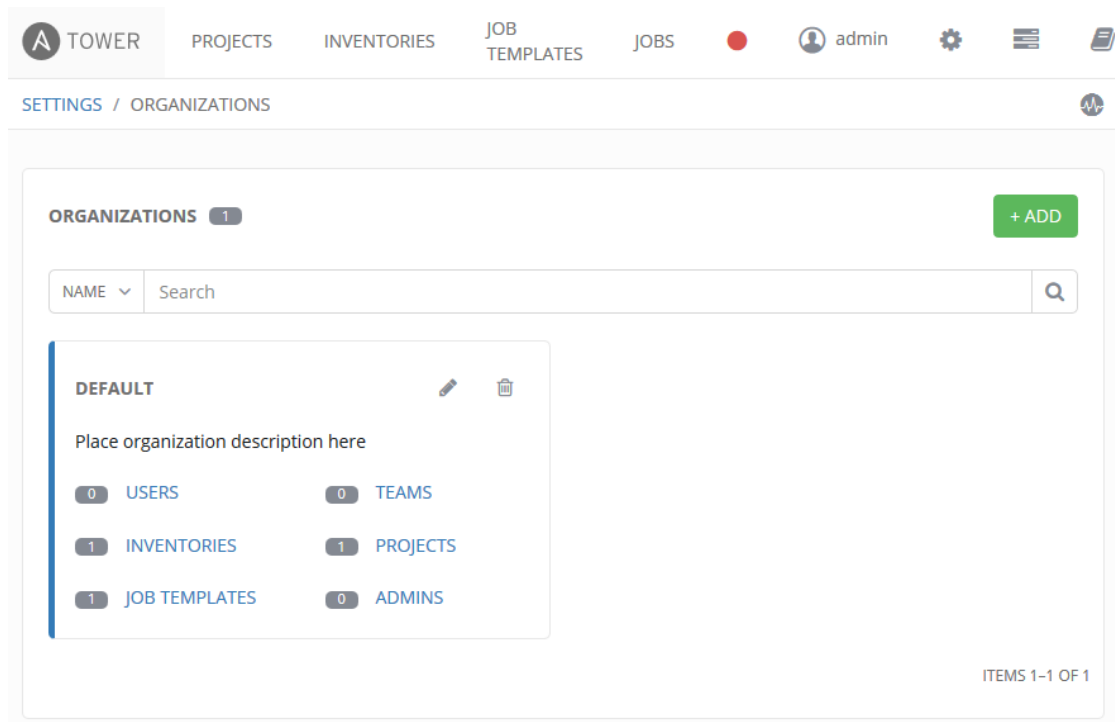 A TOWER PROJECTS INVENTORIES JOB TEMPLATES JOBS admin
SETTINGS / ORGANIZATIONS
ORGANIZATIONS 1 + ADD
NAME Search
DEFAULT
Place organization description here
0 USERS 0 TEAMS
1 INVENTORIES 1 PROJECTS
1 JOB TEMPLATES 0 ADMINS
ITEMS 1–1 OF 1